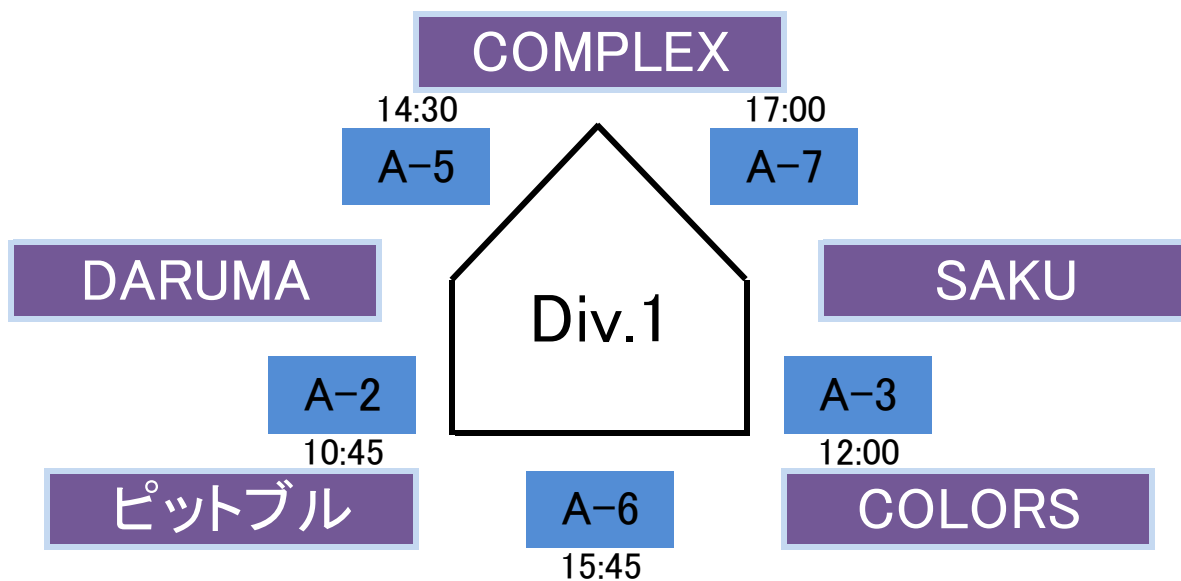 COMPLEX
14:30
17:00
A-5
A-7
DARUMA
SAKU
Div.1
A-2
A-3
10:45
12:00
ピットブル
A-6
COLORS
15:45